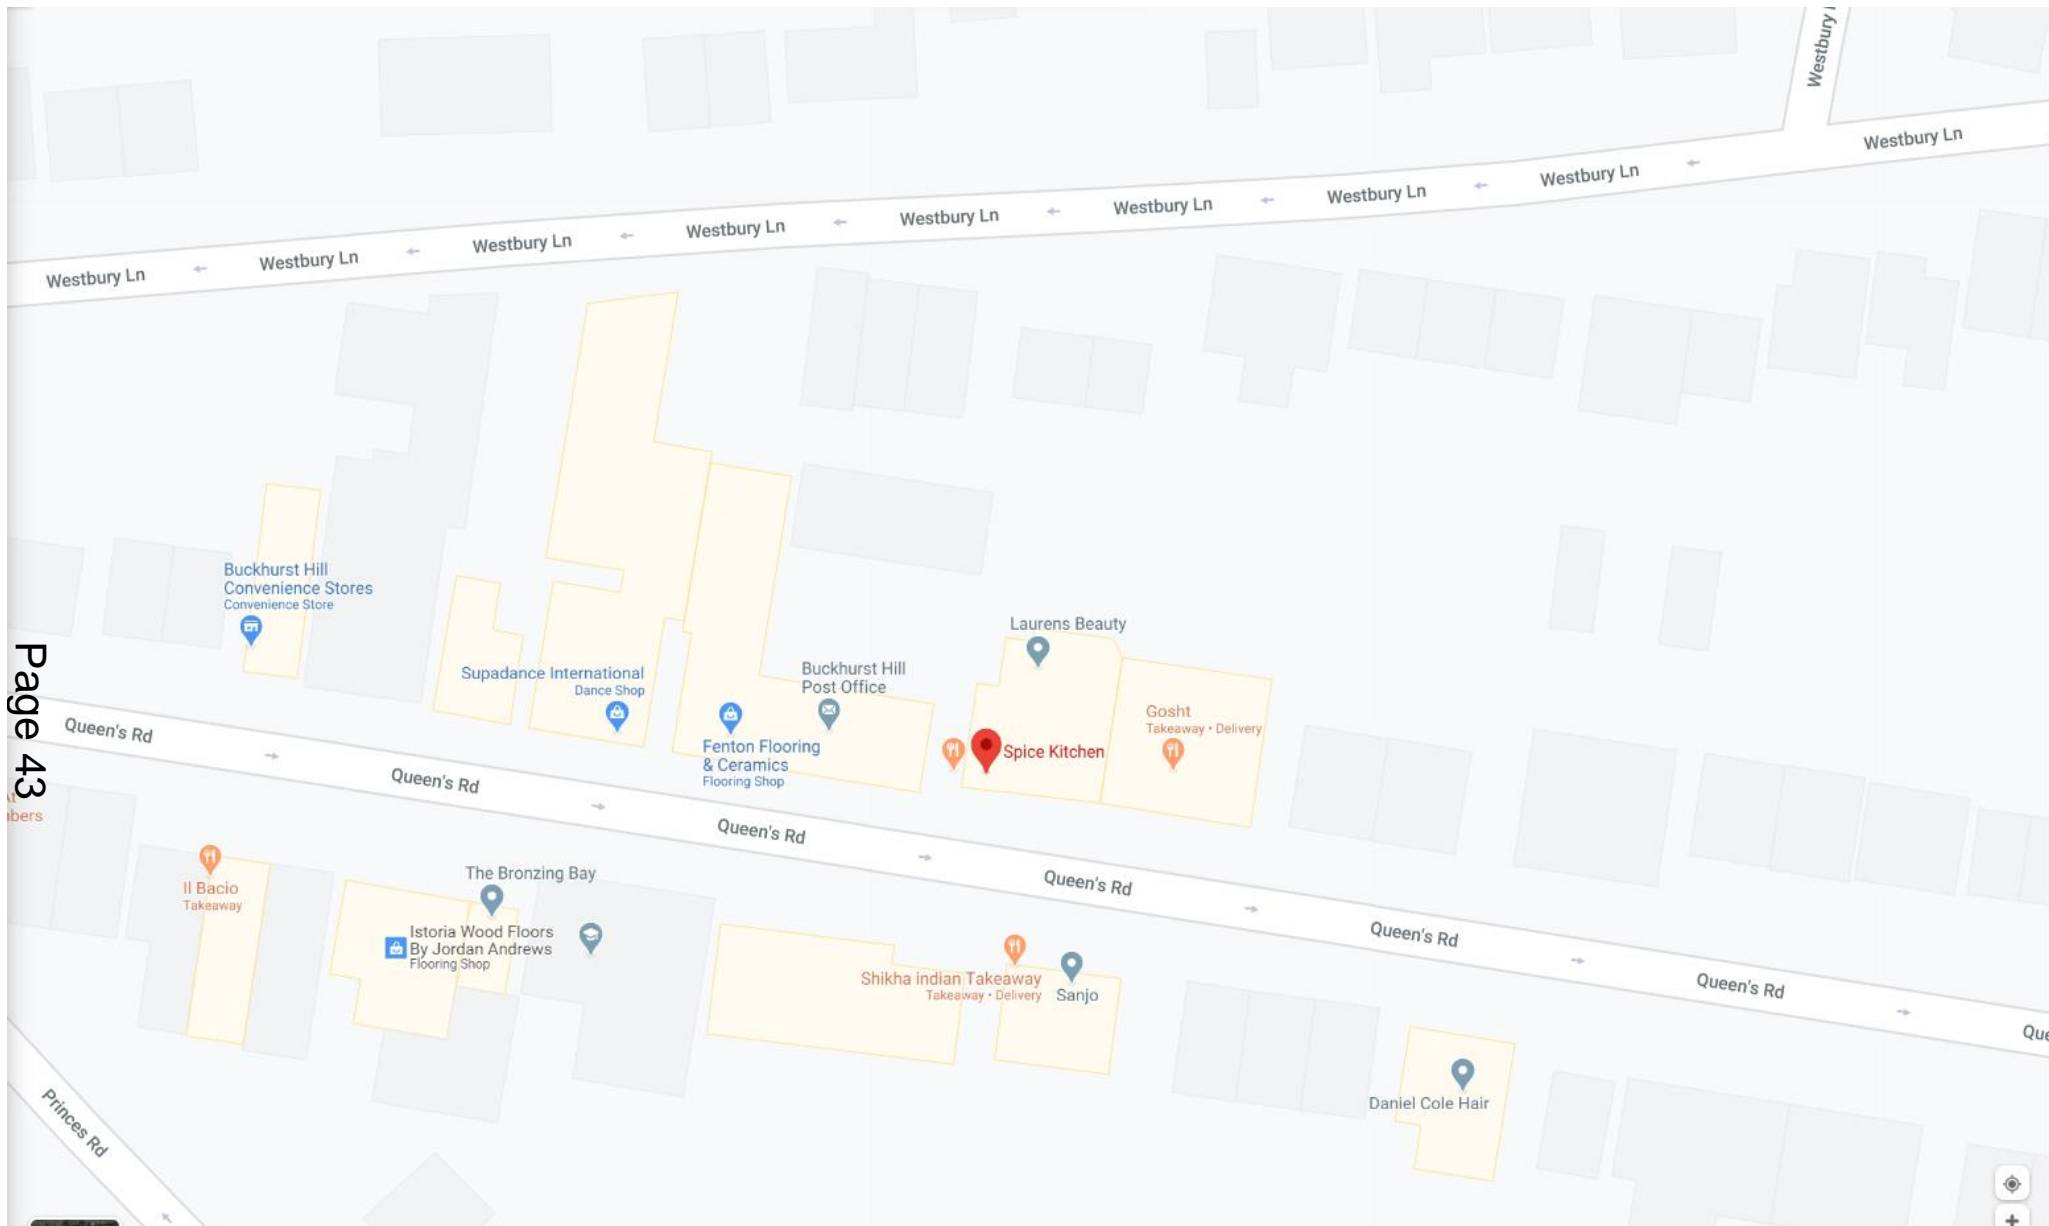 Westbury
Westbury Ln
Westbury Ln
Westbury Ln
Westbury Ln
Westbury Ln
Westbury Ln
Westbury Ln
Westbury Ln
Westbury Ln
Westbury Ln
Buckhurst Hill
Convenience Stores
Convenience Store
Laurens Beauty
Supadance International
Dance Shop
Buckhurst Hill
Post Office
Gosht
Takeaway • Delivery
Fenton Flooring
& Ceramics
Flooring Shop
Spice Kitchen
Page 43
Queen's Rd
Queen's Rd
Queen's Rd
Queen's Rd
Queen's Rd
Queen's Rd
Que
At
nbers
Il Bacio
Takeaway
The Bronzing Bay
Istoria Wood Floors
By Jordan Andrews
Flooring Shop
Shikha indian Takeaway
Takeaway • Delivery
Sanjo
Daniel Cole Hair
Princes Rd